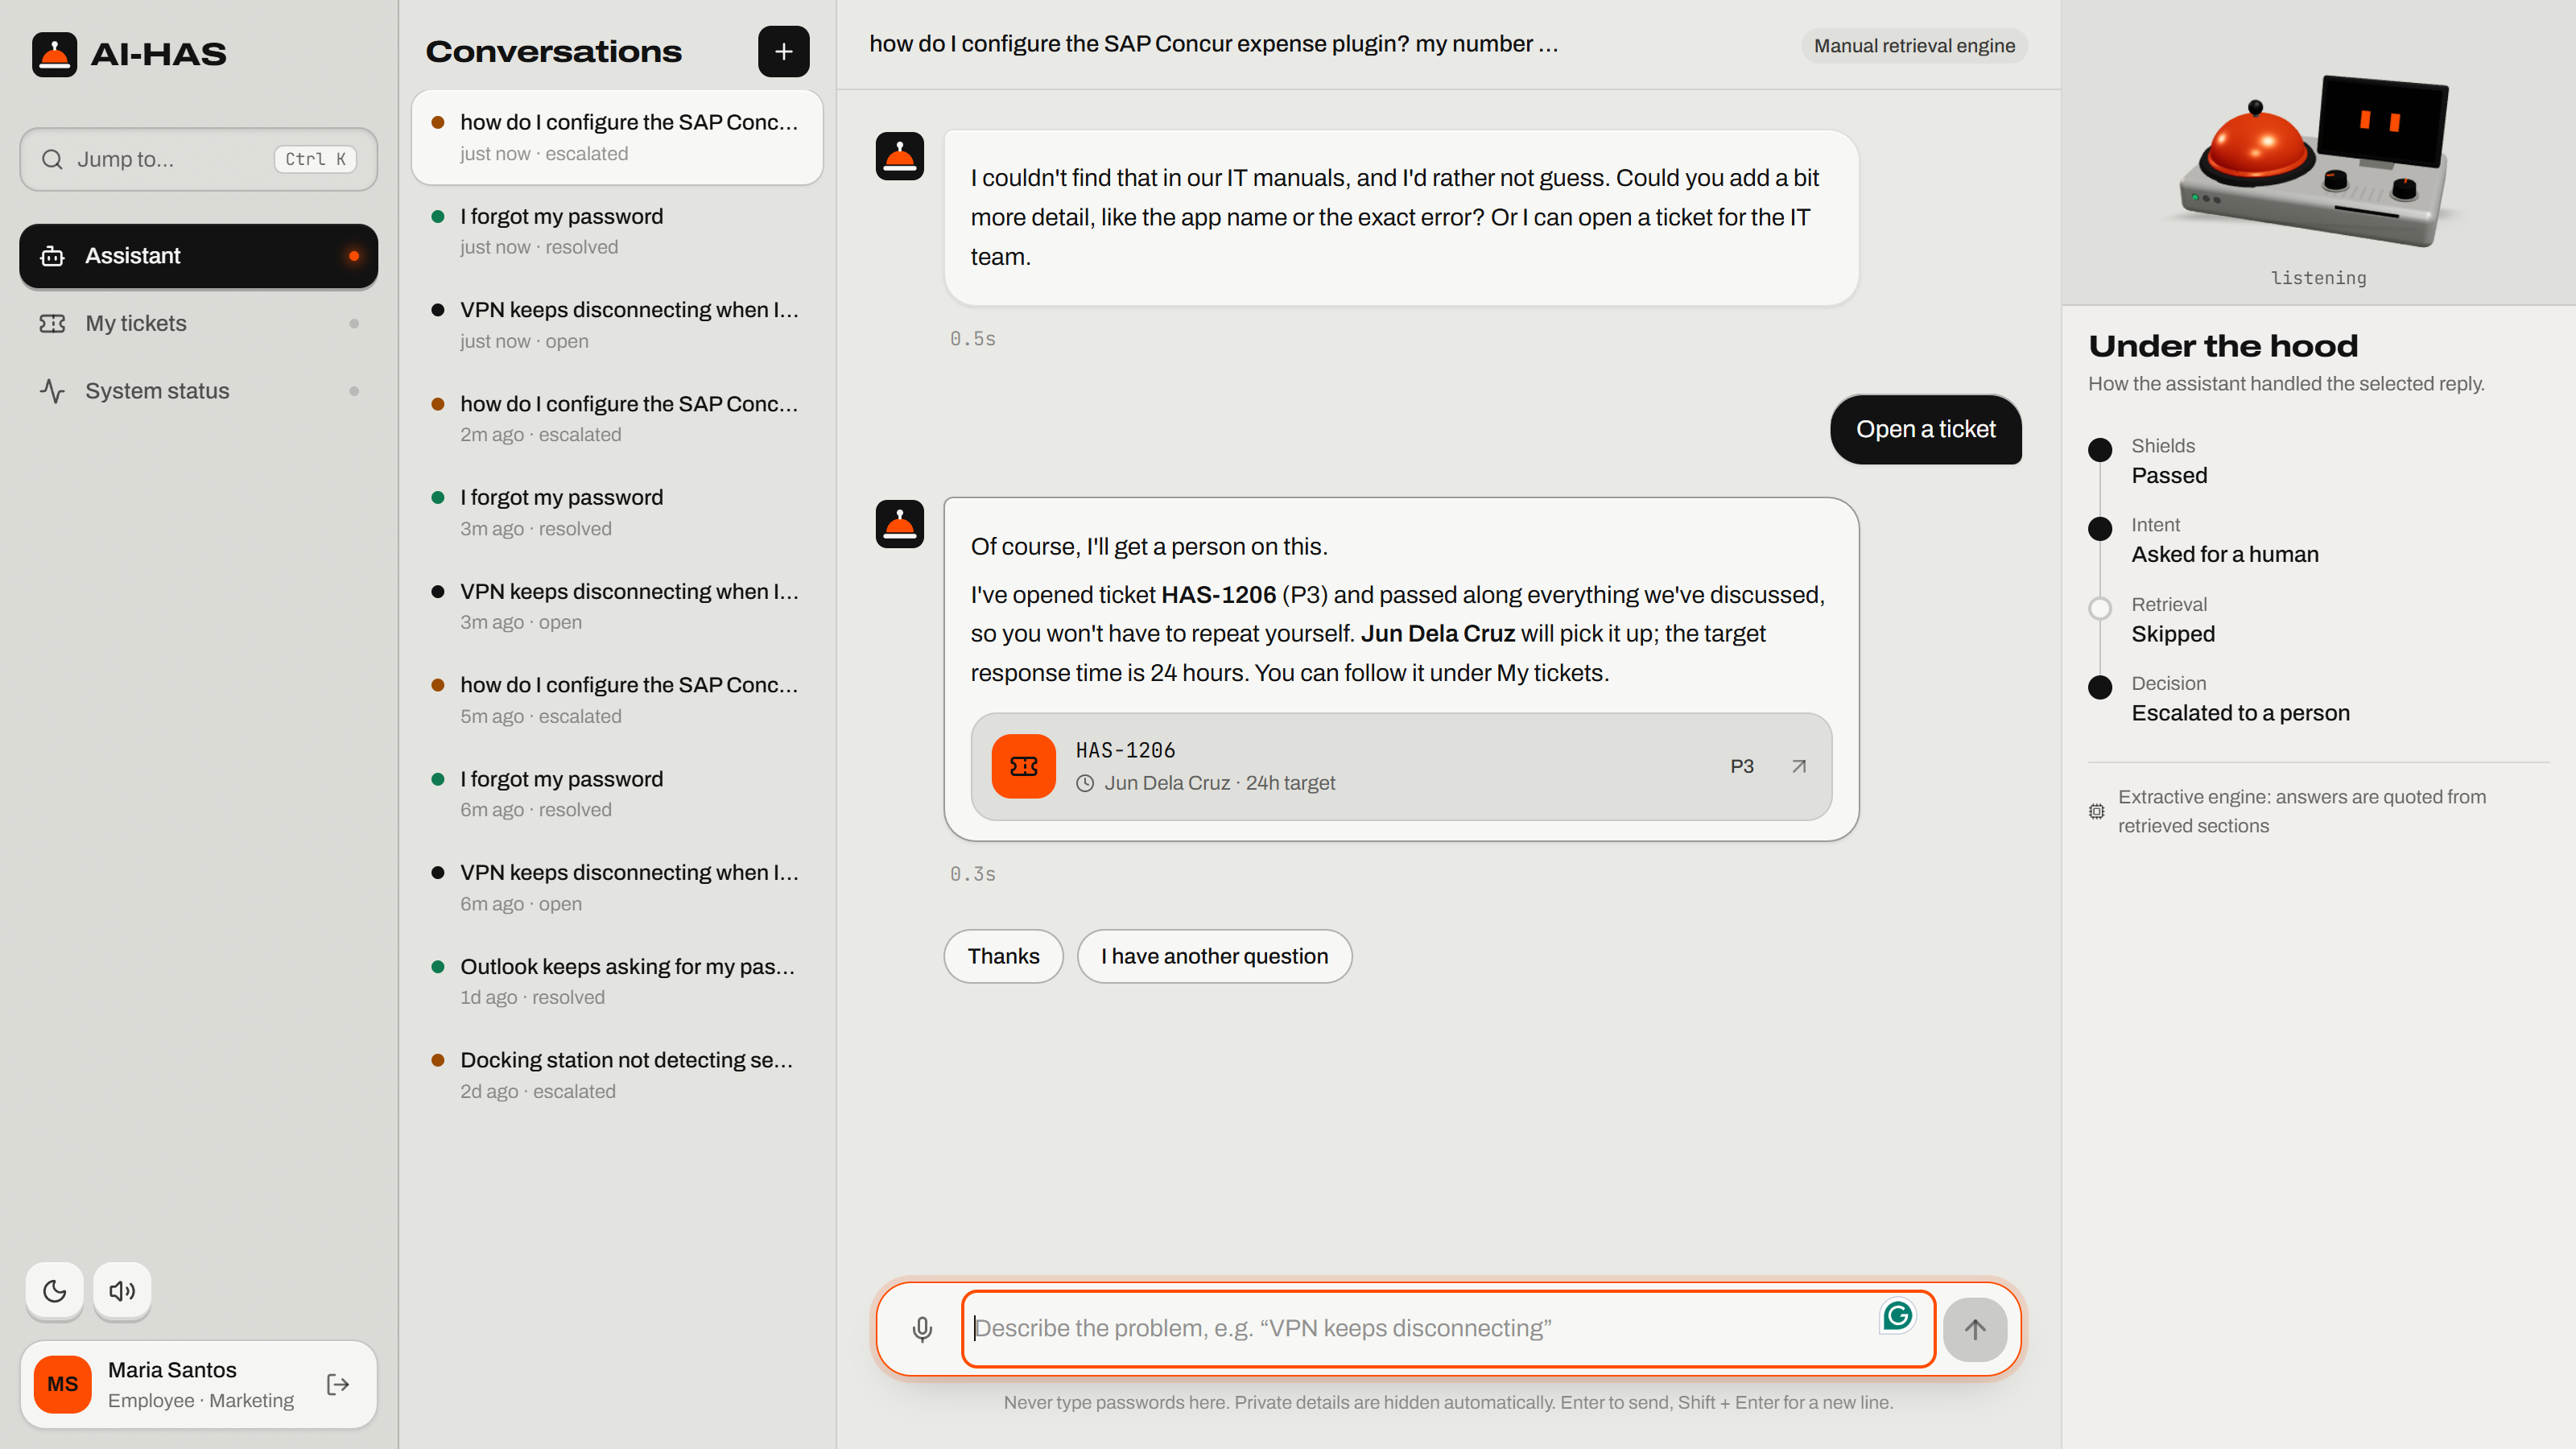 AI-HAS
Jump to...
Ctrl K
Assistant
My tickets
System status
MS
Maria Santos
Employee · Marketing
Conversations
how do I configure the SAP Conc...
just now · escalated
I forgot my password
just now · resolved
VPN keeps disconnecting when I...
just now · open
how do I configure the SAP Conc...
2m ago · escalated
I forgot my password
3m ago · resolved
VPN keeps disconnecting when I...
3m ago · open
how do I configure the SAP Conc...
5m ago · escalated
I forgot my password
6m ago · resolved
VPN keeps disconnecting when I...
6m ago · open
Outlook keeps asking for my pas...
1d ago · resolved
Docking station not detecting se...
2d ago · escalated
how do I configure the SAP Concur expense plugin? my number ...
Manual retrieval engine
I couldn't find that in our IT manuals, and I'd rather not guess. Could you add a bit
more detail, like the app name or the exact error? Or I can open a ticket for the IT
team.
0.5s
Open a ticket
Of course, I'll get a person on this.
I've opened ticket HAS-1206 (P3) and passed along everything we've discussed,
so you won't have to repeat yourself. Jun Dela Cruz will pick it up; the target
response time is 24 hours. You can follow it under My tickets.
HAS-1206
Jun Dela Cruz · 24h target
P3
0.3s
Thanks
I have another question
Describe the problem, e.g. “VPN keeps disconnecting”
Never type passwords here. Private details are hidden automatically. Enter to send, Shift + Enter for a new line.
listening
Under the hood
How the assistant handled the selected reply.
Shields
Passed
Intent
Asked for a human
Retrieval
Skipped
Decision
Escalated to a person
Extractive engine: answers are quoted from
retrieved sections